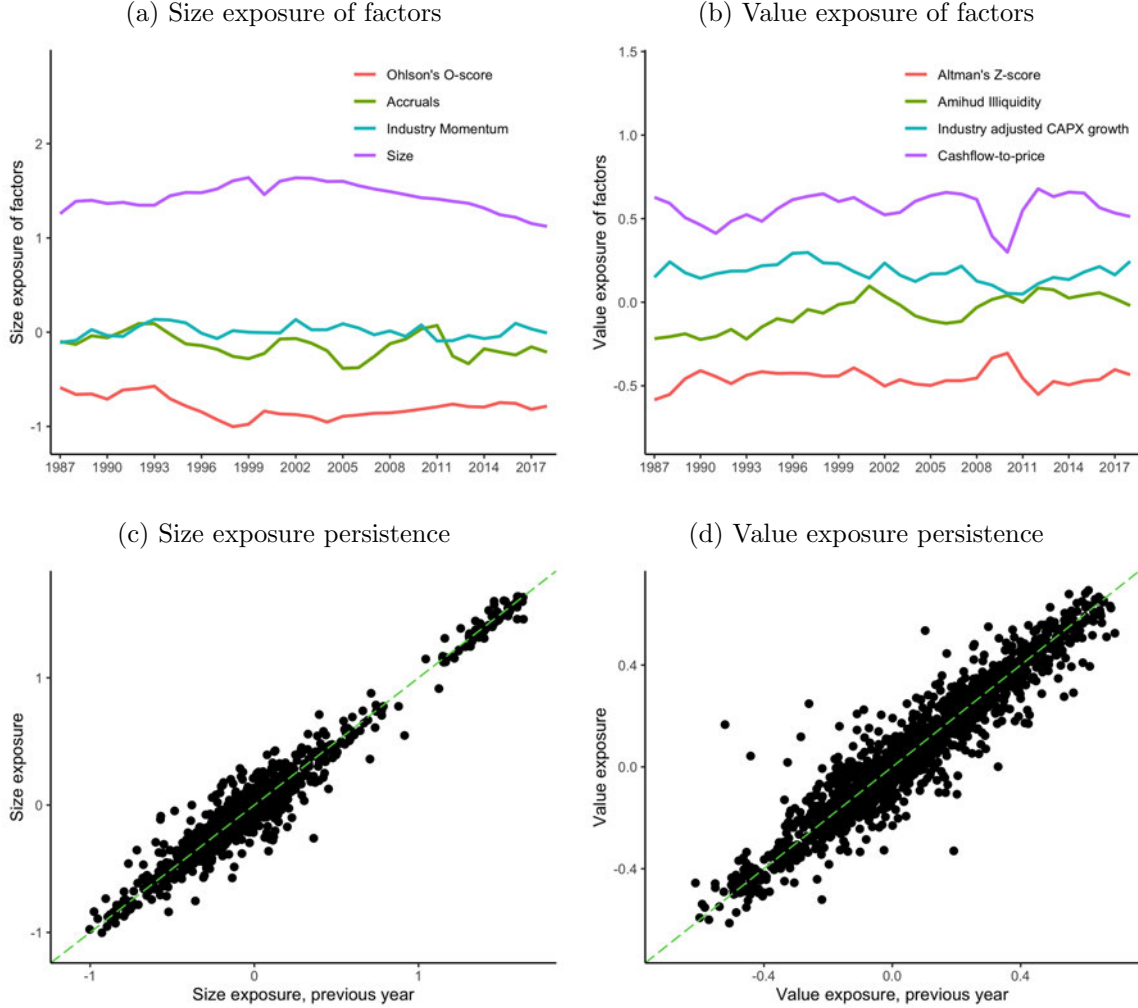 (a) Size exposure of factors
Size exposure of factors
2
1
0
-1
Ohlson's O-score
Accruals
Industry Momentum
Size
1987 1990 1993 1996 1999 2002 2005 2008 2011 2014 2017
(b) Value exposure of factors
Value exposure of factors
1.5
1.0
0.5
0.0
-0.5
Altman's Z-score
Amihud Illiquidity
Industry adjusted CAPX growth
Cashflow-to-price
1987 1990 1993 1996 1999 2002 2005 2008 2011 2014 2017
(c) Size exposure persistence
Size exposure
1
0
-1
-1 0 1
Size exposure, previous year
(d) Value exposure persistence
Value exposure
0.4
0.0
-0.4
-0.4 0.0 0.4
Value exposure, previous year